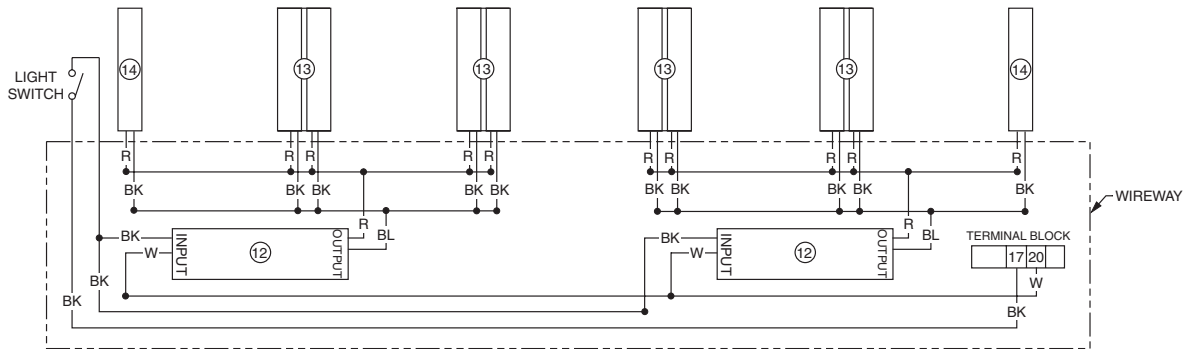 14 13 13 13 13 14
LIGHT
SWITCH
R R R R R R R R R R
BK BK BK BK BK BK BK BK BK BK
WIREWAY
R R
BK INPUT OUTPUT BL BK INPUT OUTPUT BL
W 12 W 12
TERMINAL BLOCK
17 20
BK
BK
W
BK